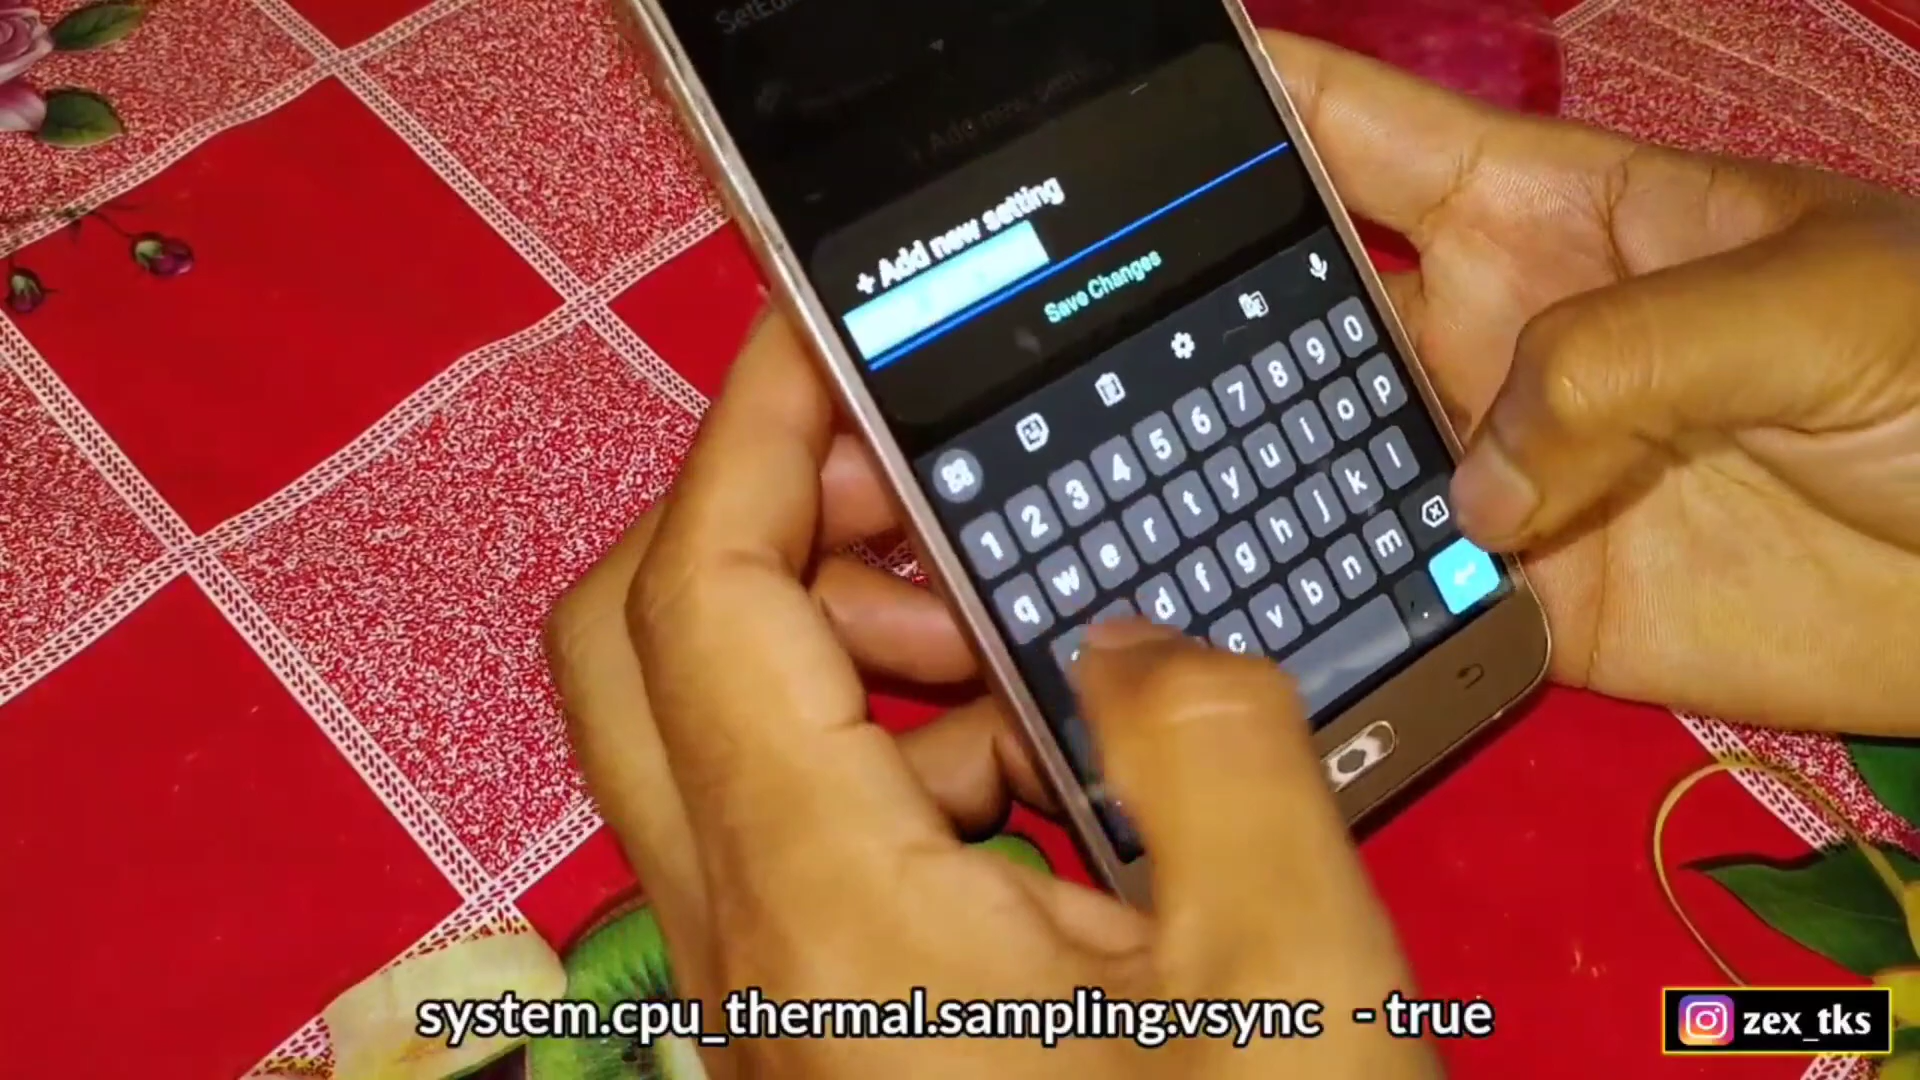 + Add new setting
Save Changes
1 2 3 4 5 6 7 8 9 0
q w e r t y u i o p
d f g h j k l
c v b n m
.
system.cpu_thermal.sampling.vsync - true
zex_tks